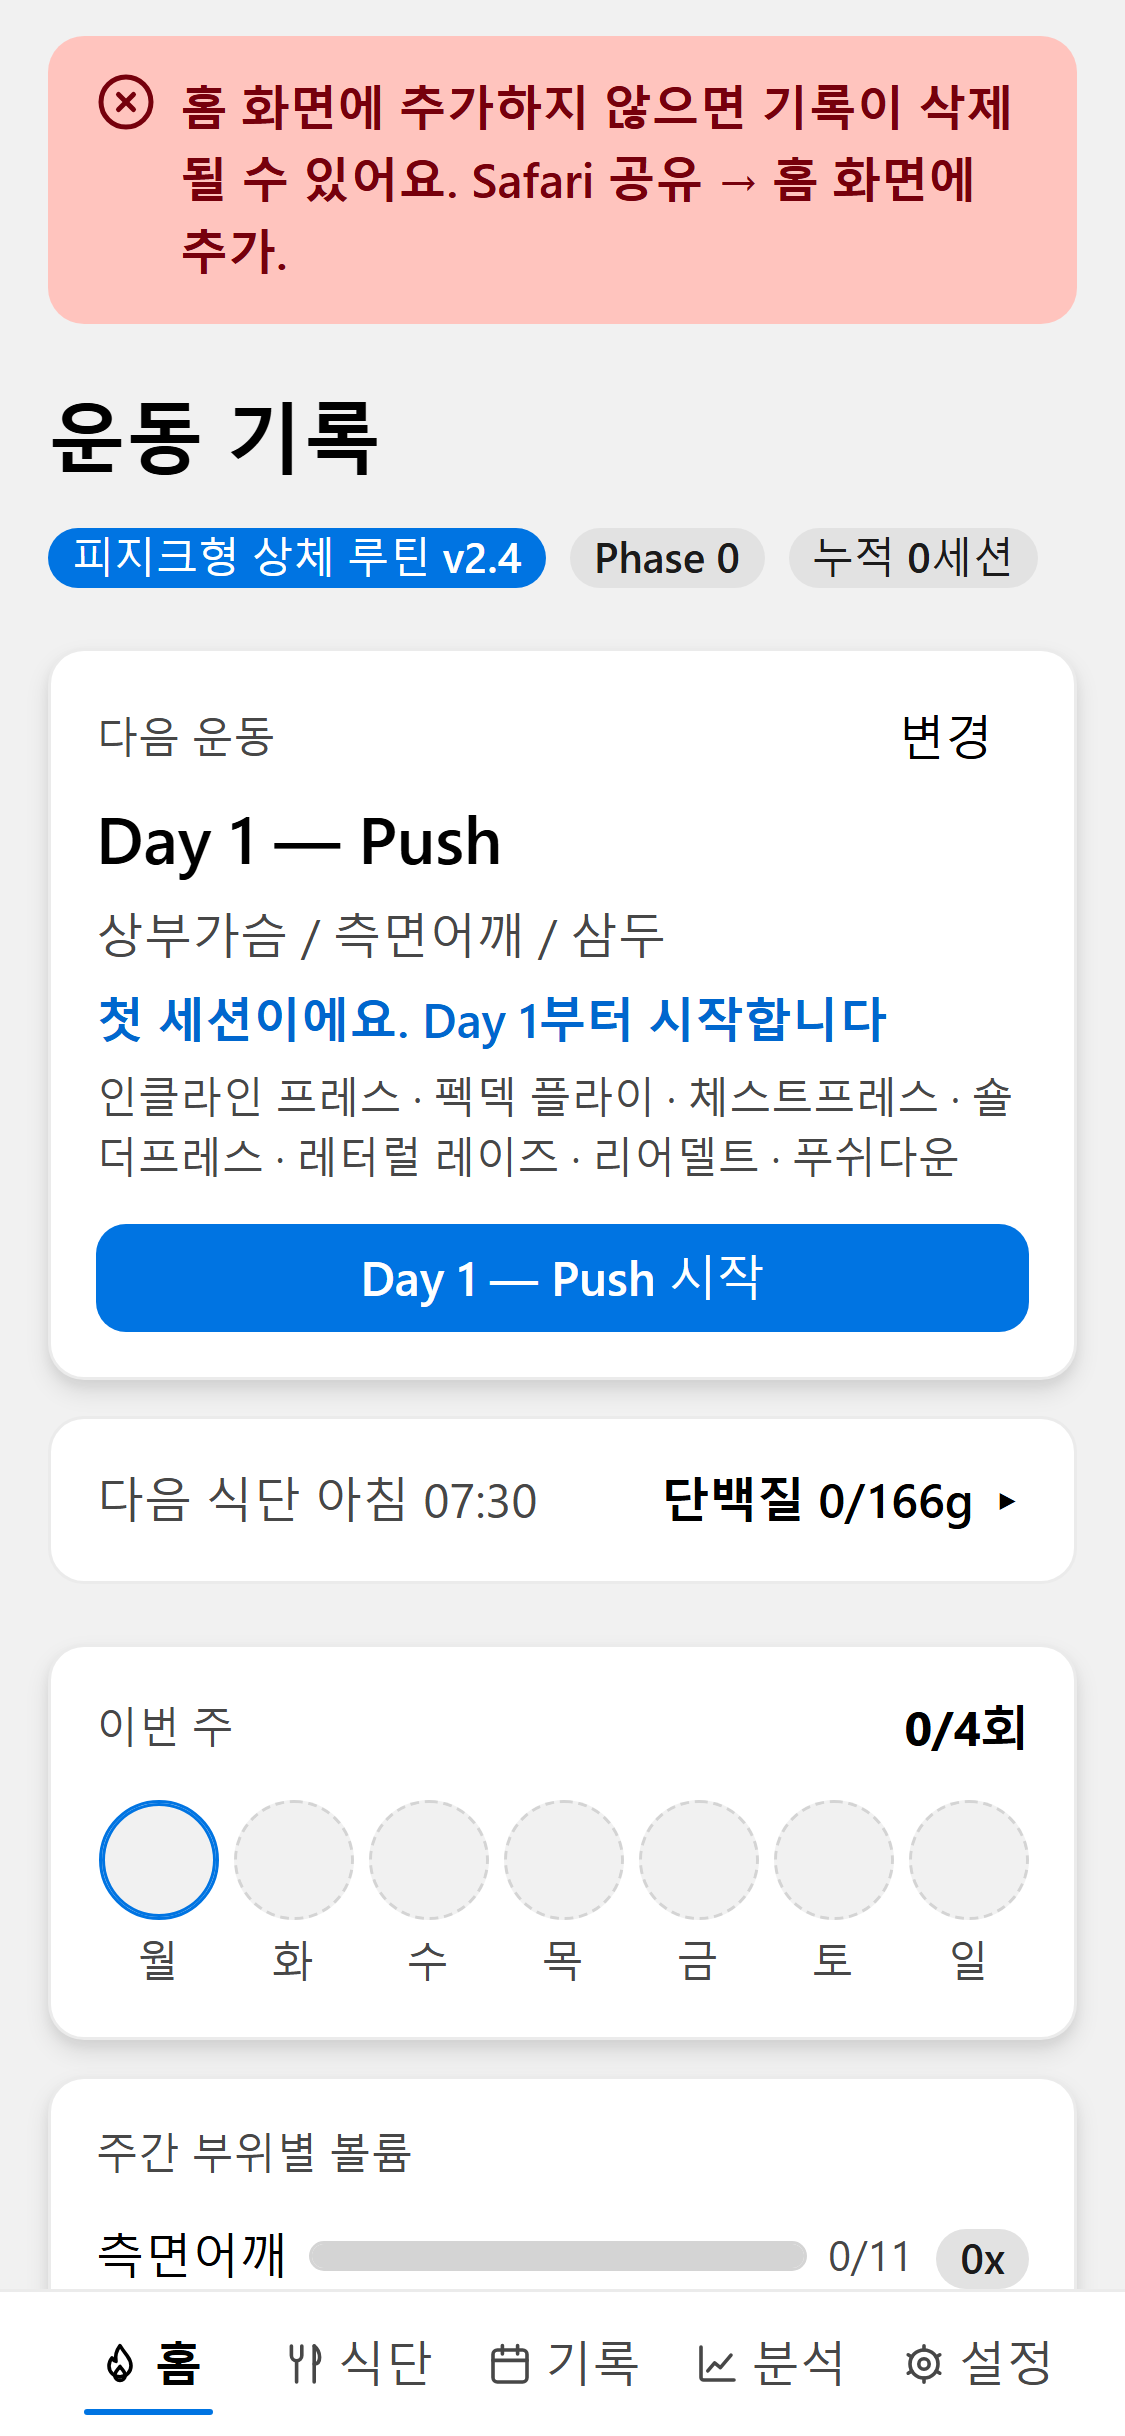 홈 화면에 추가하지 않으면 기록이 삭제
될 수 있어요. Safari 공유 → 홈 화면에
추가.
운동 기록
피지크형 상체 루틴 v2.4
Phase 0
누적 0세션
다음 운동
변경
Day 1 — Push
상부가슴 / 측면어깨 / 삼두
첫 세션이에요. Day 1부터 시작합니다
인클라인 프레스 · 펙덱 플라이 · 체스트프레스 · 숄
더프레스 · 레터럴 레이즈 · 리어델트 · 푸쉬다운
Day 1 — Push 시작
다음 식단 아침 07:30
단백질 0/166g ▸
이번 주
0/4회
월 화 수 목 금 토 일
주간 부위별 볼륨
측면어깨 0/11 0x
홈 식단 기록 분석 설정